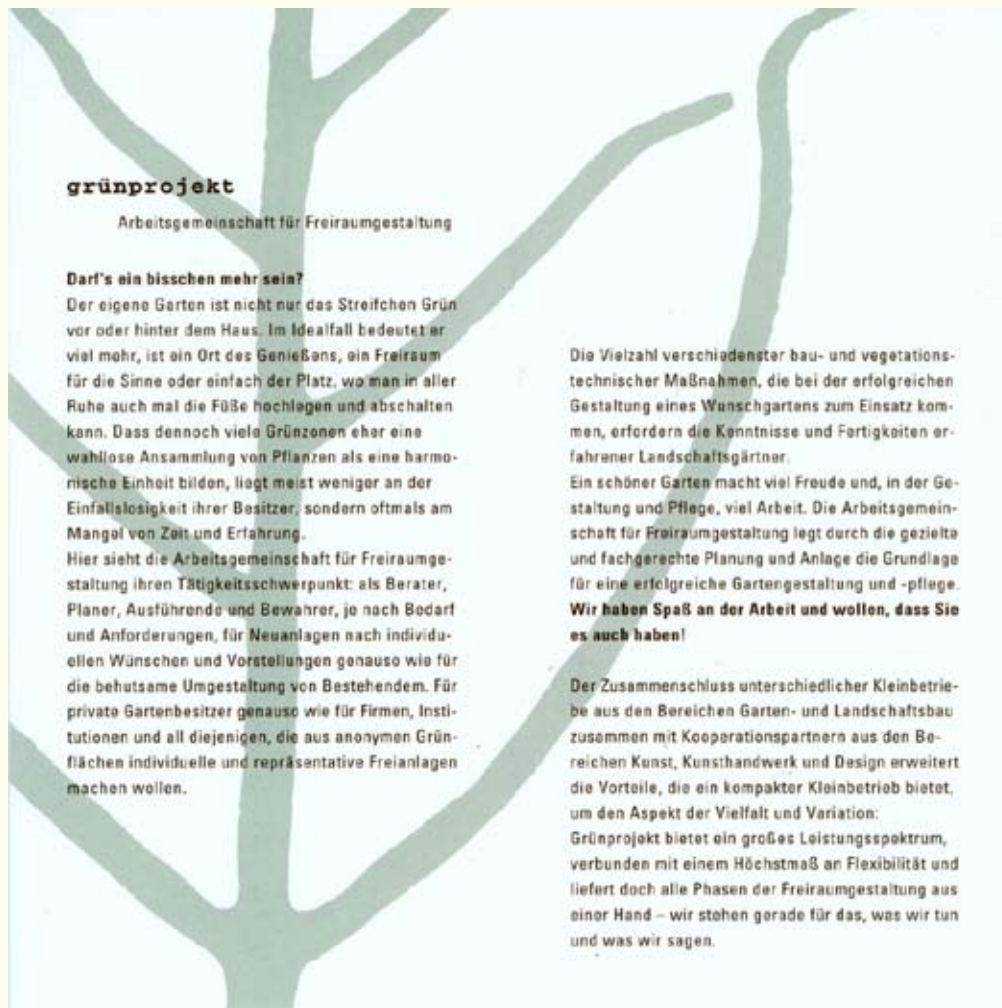 grünprojekt
Arbeitsgemeinschaft für Freiraumgestaltung
Darf's ein bisschen mehr sein?
Der eigene Garten ist nicht nur das Streifchen Grün
vor oder hinter dem Haus. Im Idealfall bedeutet er
viel mehr, ist ein Ort des Genießens, ein Freiraum
für die Sinne oder einfach der Platz, wo man in aller
Ruhe auch mal die Füße hochlegen und abschalten
kann. Dass dennoch viele Grünzonen eher eine
wahllose Ansammlung von Pflanzen als eine harmo-
nische Einheit bilden, liegt meist weniger an der
Einfallslosigkeit ihrer Besitzer, sondern oftmals am
Mangel von Zeit und Erfahrung.
Hier sieht die Arbeitsgemeinschaft für Freiraumge-
staltung ihren Tätigkeitsschwerpunkt: als Berater,
Planer, Ausführende und Bewahrer, je nach Bedarf
und Anforderungen, für Neuanlagen nach individu-
ellen Wünschen und Vorstellungen genauso wie für
die behutsame Umgestaltung von Bestehendem. Für
private Gartenbesitzer genauso wie für Firmen, Insti-
tutionen und all diejenigen, die aus anonymen Grün-
flächen individuelle und repräsentative Freianlagen
machen wollen.
Die Vielzahl verschiedenster bau- und vegetations-
technischer Maßnahmen, die bei der erfolgreichen
Gestaltung eines Wunschgartens zum Einsatz kom-
men, erfordern die Kenntnisse und Fertigkeiten er-
fahrener Landschaftsgärtner.
Ein schöner Garten macht viel Freude und, in der Ge-
staltung und Pflege, viel Arbeit. Die Arbeitsgemein-
schaft für Freiraumgestaltung legt durch die gezielte
und fachgerechte Planung und Anlage die Grundlage
für eine erfolgreiche Gartengestaltung und -pflege.
Wir haben Spaß an der Arbeit und wollen, dass Sie
es auch haben!
Der Zusammenschluss unterschiedlicher Kleinbetrie-
be aus den Bereichen Garten- und Landschaftsbau
zusammen mit Kooperationspartnern aus den Be-
reichen Kunst, Kunsthandwerk und Design erweitert
die Vorteile, die ein kompakter Kleinbetrieb bietet,
um den Aspekt der Vielfalt und Variation:
Grünprojekt bietet ein großes Leistungsspektrum,
verbunden mit einem Höchstmaß an Flexibilität und
liefert doch alle Phasen der Freiraumgestaltung aus
einer Hand – wir stehen gerade für das, was wir tun
und was wir sagen.